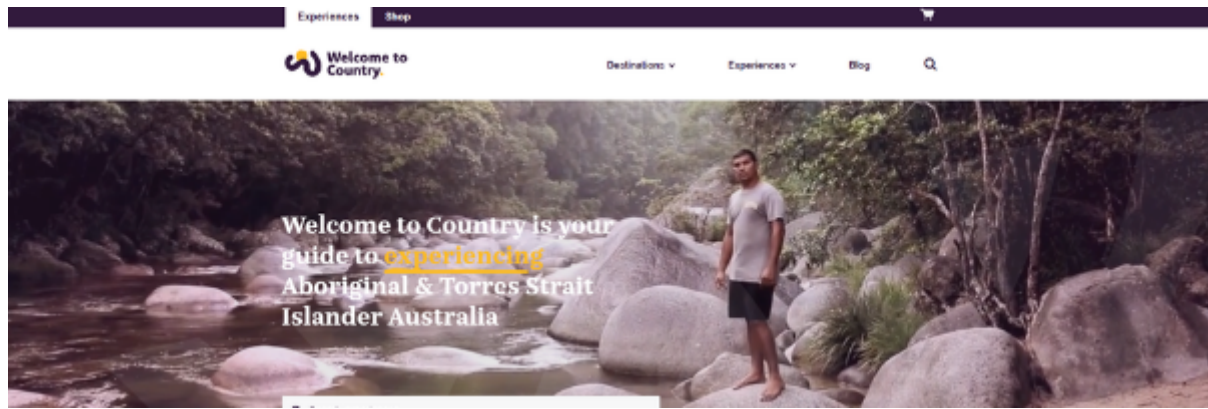 Experiences Shop
Welcome to
Country.
Destinations Experiences Blog
Welcome to Country is your
guide to experiencing
Aboriginal & Torres Strait
Islander Australia